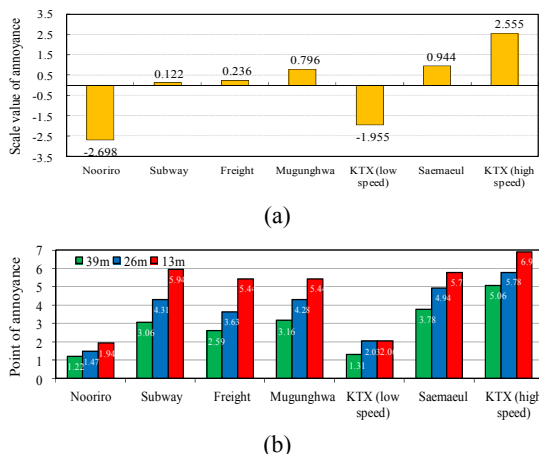 Scale value of annoyance
3.5
2.5
1.5
0.5
-0.5
-1.5
-2.5
-3.5
-2.698
0.122
0.236
0.796
-1.955
0.944
2.555
Nooriro Subway Freight Mugunghwa KTX (low speed) Saemaeul KTX (high speed)
(a)
Point of annoyance
7
6
5
4
3
2
1
0
39m 26m 13m
1.22 1.47 1.94
3.06 4.31 5.94
2.59 3.63 5.44
3.16 4.28 5.44
1.31 2.03 2.06
3.78 4.94 5.7
5.06 5.78 6.9
Nooriro Subway Freight Mugunghwa KTX (low speed) Saemaeul KTX (high speed)
(b)